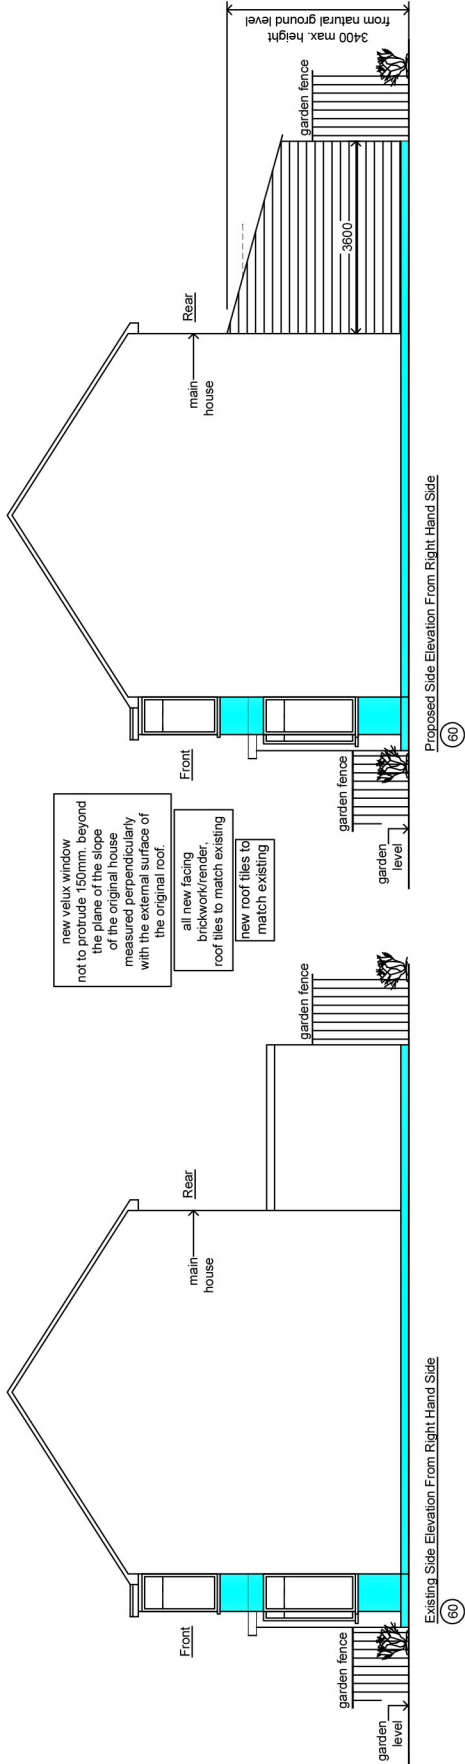 Front
main
house
Rear
garden fence
garden fence
garden
level
Existing Side Elevation From Right Hand Side
60
new velux window
not to protrude 150mm. beyond
the plane of the slope
of the original house
measured perpendicularly
with the external surface of
the original roof.
all new facing
brickwork/render,
roof tiles to match existing
new roof tiles to
match existing
Front
main
house
Rear
garden fence
garden fence
garden
level
3600
3400 max. height
from natural ground level
Proposed Side Elevation From Right Hand Side
60